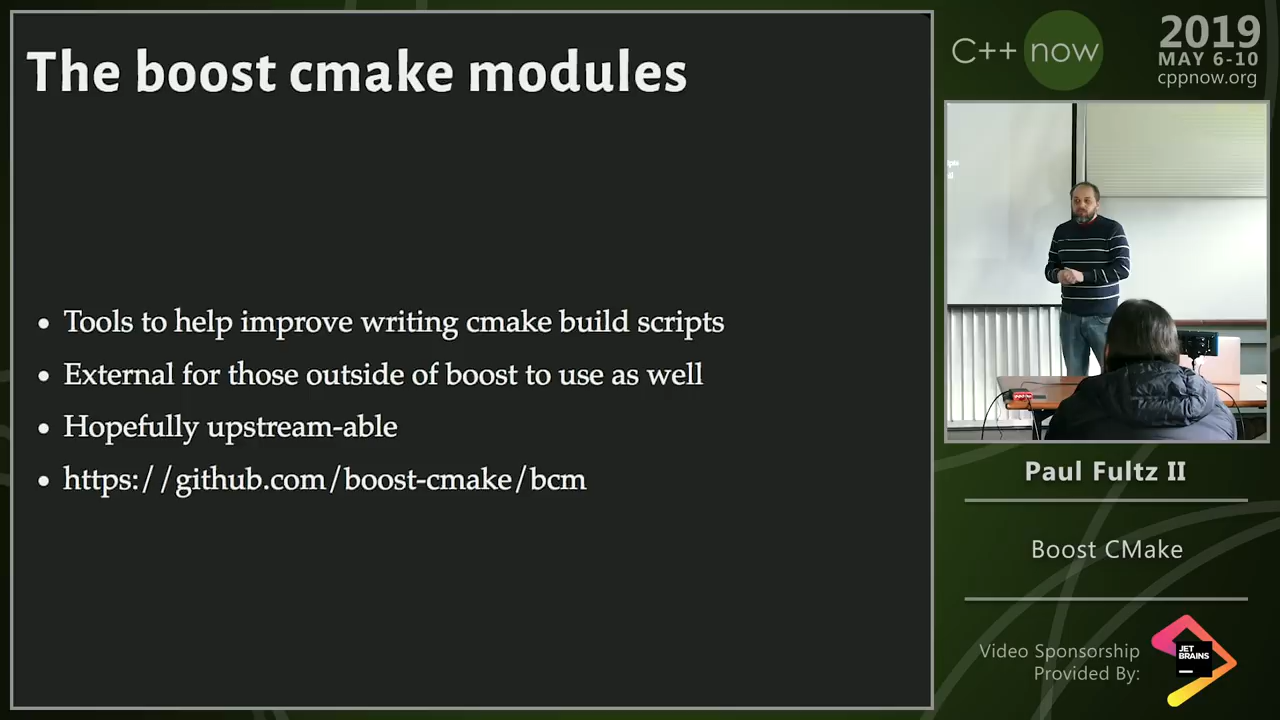 The boost cmake modules
• Tools to help improve writing cmake build scripts
• External for those outside of boost to use as well
• Hopefully upstream-able
• https://github.com/boost-cmake/bcm
C++ now
2019
MAY 6-10
cppnow.org
Paul Fultz II
Boost CMake
Video Sponsorship
Provided By:
JET
BRAINS